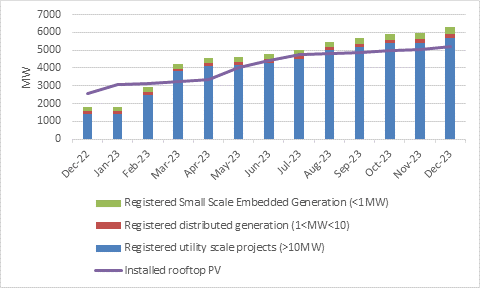 7000
6000
5000
4000
3000
2000
1000
0
MW
Dec-22
Jan-23
Feb-23
Mar-23
Apr-23
May-23
Jun-23
Jul-23
Aug-23
Sep-23
Oct-23
Nov-23
Dec-23
Registered Small Scale Embedded Generation (<1MW)
Registered distributed generation (1<MW<10)
Registered utility scale projects (>10MW)
Installed rooftop PV